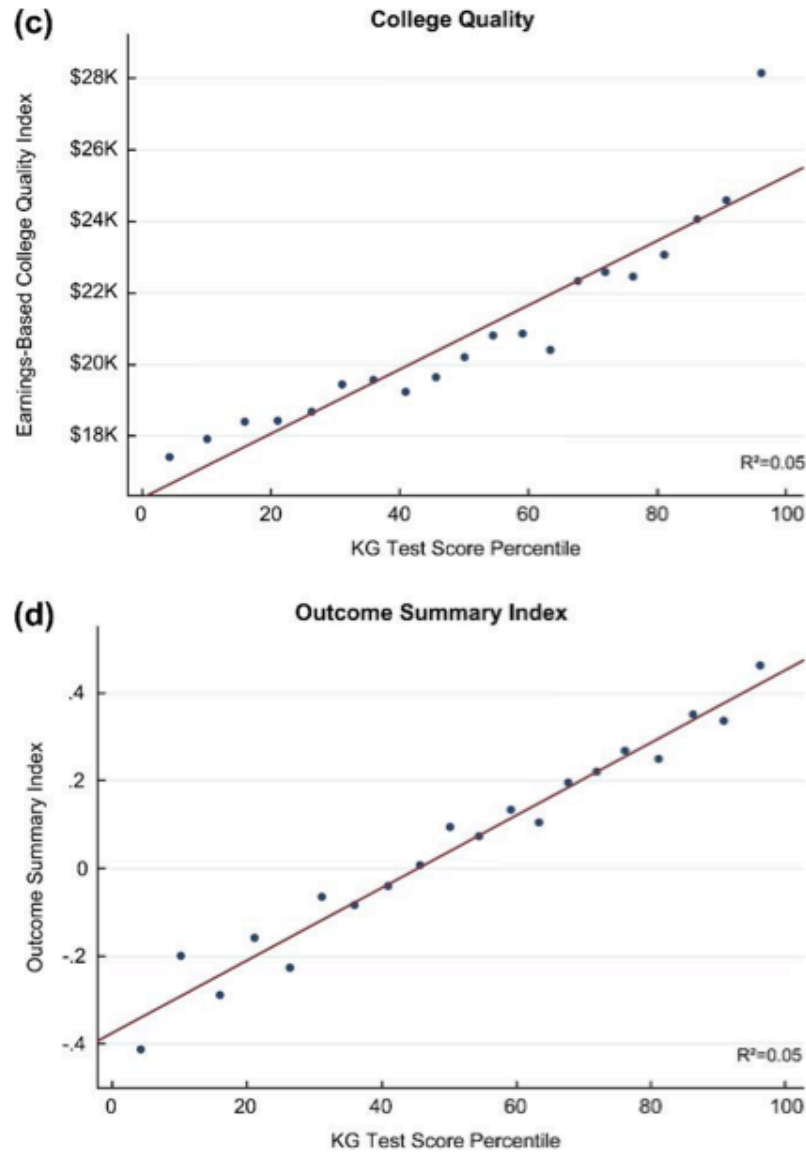 (c) College Quality
$28K
$26K
$24K
$22K
$20K
$18K
Earnings-Based College Quality Index
R²=0.05
0 20 40 60 80 100
KG Test Score Percentile
(d) Outcome Summary Index
.4
.2
0
-.2
-.4
Outcome Summary Index
R²=0.05
0 20 40 60 80 100
KG Test Score Percentile